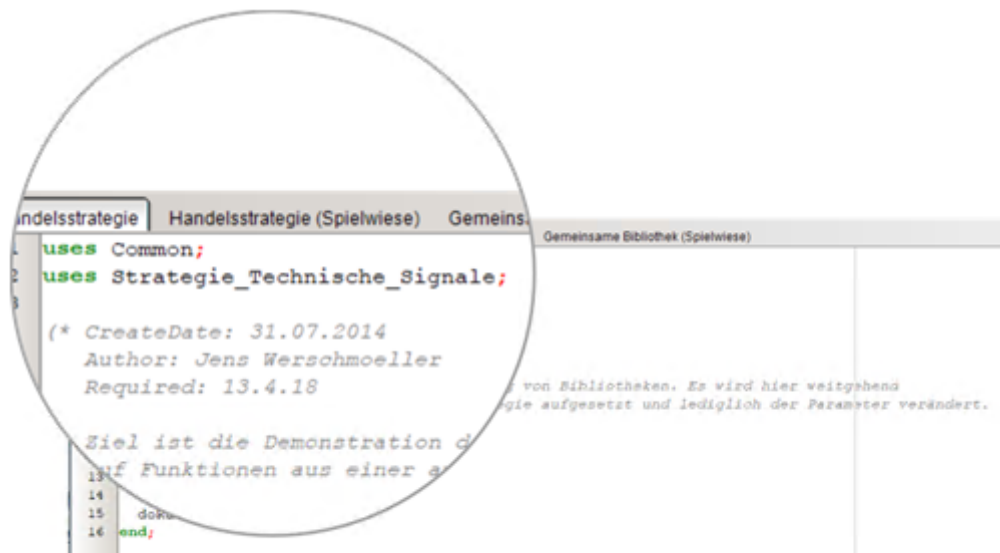 ndelsstrategie Handelsstrategie (Spielwiese) Gemeins.
Gemeinsame Bibliothek (Spielwiese)
1 uses Common;
2 uses Strategie_Technische_Signale;
3
(* CreateDate: 31.07.2014
Author: Jens Werschmoeller
Required: 13.4.18
von Bibliotheken. Es wird hier weitgehend
gie aufgesetzt und lediglich der Parameter verändert.
Ziel ist die Demonstration d
uf Funktionen aus einer a
13
14
15 doku
16 end;